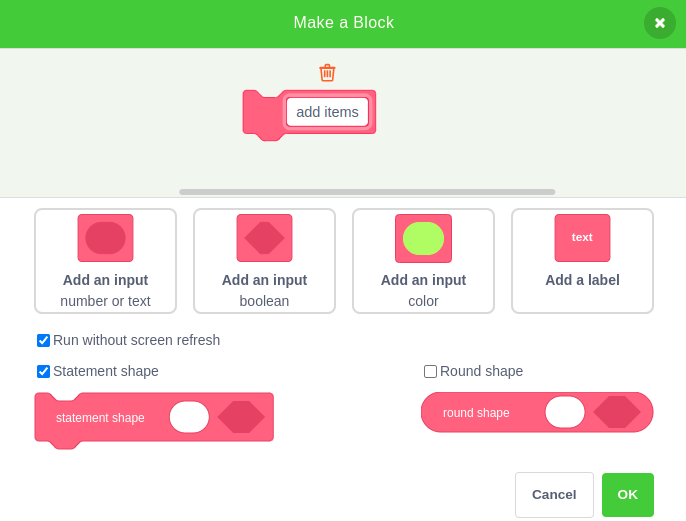 Make a Block
add items
text
Add an input
number or text
Add an input
boolean
Add an input
color
Add a label
Run without screen refresh
Statement shape
Round shape
statement shape
round shape
Cancel
OK